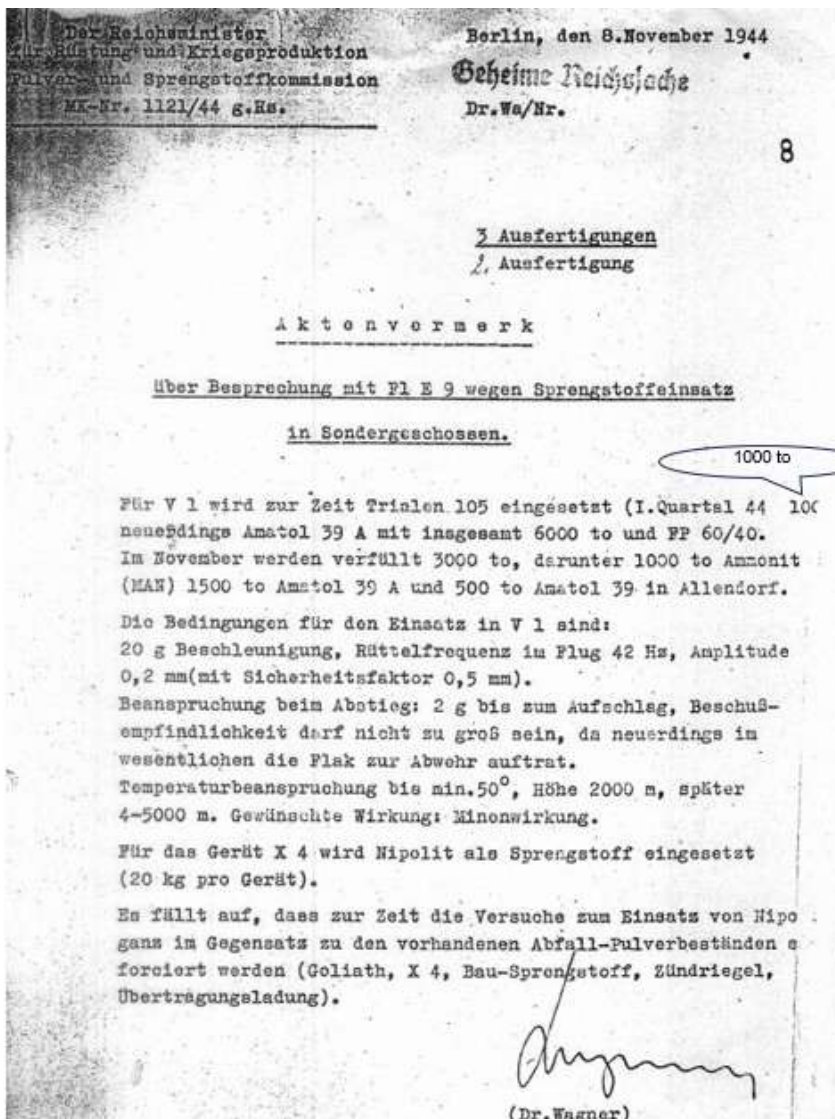 Der Reichsminister
für Rüstung und Kriegsproduktion
Pulver- und Sprengstoffkommission
MK-Nr. 1121/44 g.Rs.
Berlin, den 8.November 1944
Geheime Reichssache
Dr.Wa/Nr.
8
3 Ausfertigungen
2. Ausfertigung
Aktenvermerk
über Besprechung mit Fl E 9 wegen Sprengstoffeinsatz
in Sondergeschossen.
1000 to
Für V 1 wird zur Zeit Trialen 105 eingesetzt (I.Quartal 44 100
neuerdings Amatol 39 A mit insgesamt 6000 to und FP 60/40.
Im November werden verfüllt 3000 to, darunter 1000 to Ammonit
(MAN) 1500 to Amatol 39 A und 500 to Amatol 39 in Allendorf.
Die Bedingungen für den Einsatz in V 1 sind:
20 g Beschleunigung, Rüttelfrequenz im Flug 42 Hz, Amplitude
0,2 mm(mit Sicherheitsfaktor 0,5 mm).
Beanspruchung beim Abstieg: 2 g bis zum Aufschlag, Beschuß-
empfindlichkeit darf nicht zu groß sein, da neuerdings im
wesentlichen die Flak zur Abwehr auftrat.
Temperaturbeanspruchung bis min.50°, Höhe 2000 m, später
4-5000 m. Gewünschte Wirkung: Minenwirkung.
Für das Gerät X 4 wird Nipolit als Sprengstoff eingesetzt
(20 kg pro Gerät).
Es fällt auf, dass zur Zeit die Versuche zum Einsatz von Nipo
ganz im Gegensatz zu den vorhandenen Abfall-Pulverbeständen
forciert werden (Goliath, X 4, Bau-Sprengstoff, Zündriegel,
Übertragungsladung).
(Dr.Wagner)